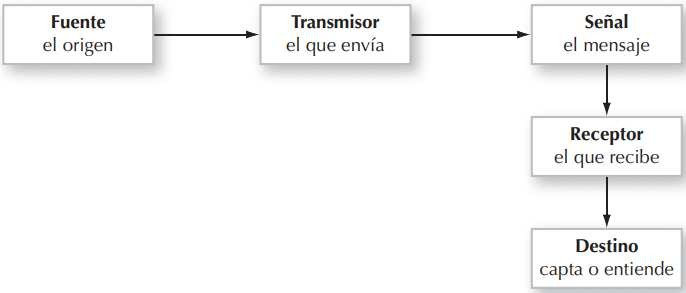 Fuente
el origen
Transmisor
el que envía
Señal
el mensaje
Receptor
el que recibe
Destino
capta o entiende